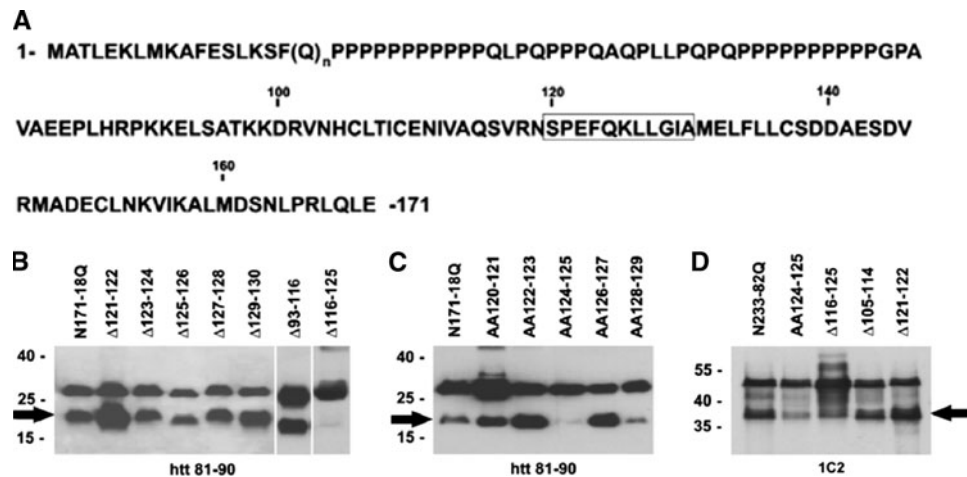 A
1- MATLEKLMKAFESLKSF(Q)nPPPPPPPPPPPQLPQPPPQAQPLLPQPQPPPPPPPPPPGPA
100 120 140
VAEEPLHRPKKELSATKKDRVNHCLTICENIVAQSVRNSPEFQKLLGIAMELFLLCSDDAESDV
160
RMADECLNKVIKALMDSNLPRLQLE -171
B
N171-18Q
Δ121-122
Δ123-124
Δ125-126
Δ127-128
Δ129-130
Δ93-116
Δ116-125
40 -
25 -
15 -
htt 81-90
C
N171-18Q
AA120-121
AA122-123
AA124-125
AA126-127
AA128-129
40 -
25 -
15 -
htt 81-90
D
N233-82Q
AA124-125
Δ116-125
Δ105-114
Δ121-122
55 -
40 -
35 -
1C2